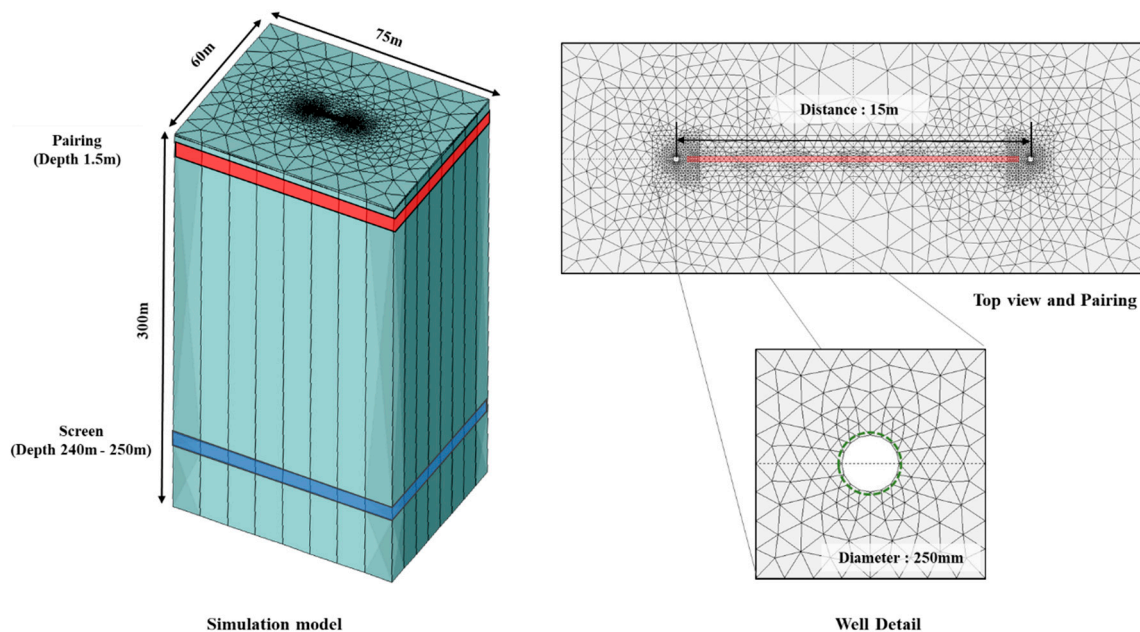 60m
75m
Pairing
(Depth 1.5m)
300m
Screen
(Depth 240m - 250m)
Simulation model
Distance : 15m
Top view and Pairing
Diameter : 250mm
Well Detail